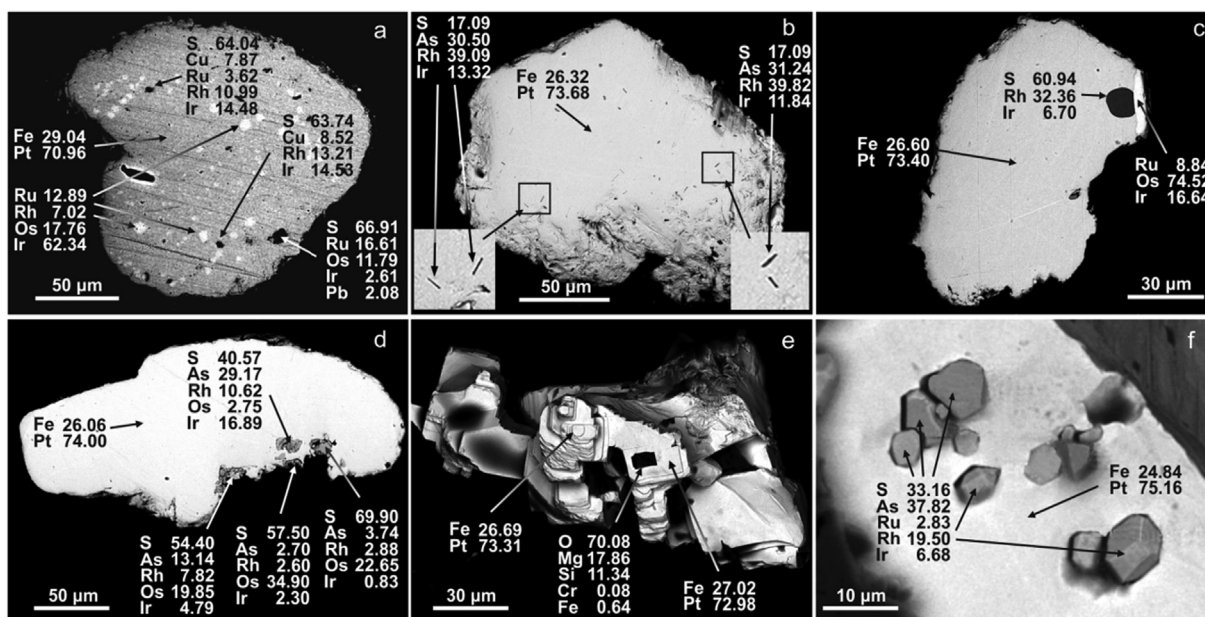 a
S 64.04
Cu 7.87
Ru 3.62
Rh 10.99
Ir 14.48
S 63.74
Cu 8.52
Rh 13.21
Ir 14.53
Fe 29.04
Pt 70.96
Ru 12.89
Rh 7.02
Os 17.76
Ir 62.34
S 66.91
Ru 16.61
Os 11.79
Ir 2.61
Pb 2.08
50 µm
b
S 17.09
As 30.50
Rh 39.09
Ir 13.32
Fe 26.32
Pt 73.68
S 17.09
As 31.24
Rh 39.82
Ir 11.84
50 µm
c
S 60.94
Rh 32.36
Ir 6.70
Fe 26.60
Pt 73.40
Ru 8.84
Os 74.52
Ir 16.64
30 µm
d
S 40.57
As 29.17
Rh 10.62
Os 2.75
Ir 16.89
Fe 26.06
Pt 74.00
S 54.40
As 13.14
Rh 7.82
Os 19.85
Ir 4.79
S 57.50
As 2.70
Rh 2.60
Os 34.90
Ir 2.30
S 69.90
As 3.74
Rh 2.88
Os 22.65
Ir 0.83
50 µm
e
Fe 26.69
Pt 73.31
O 70.08
Mg 17.86
Si 11.34
Cr 0.08
Fe 0.64
Fe 27.02
Pt 72.98
30 µm
f
S 33.16
As 37.82
Ru 2.83
Rh 19.50
Ir 6.68
Fe 24.84
Pt 75.16
10 µm